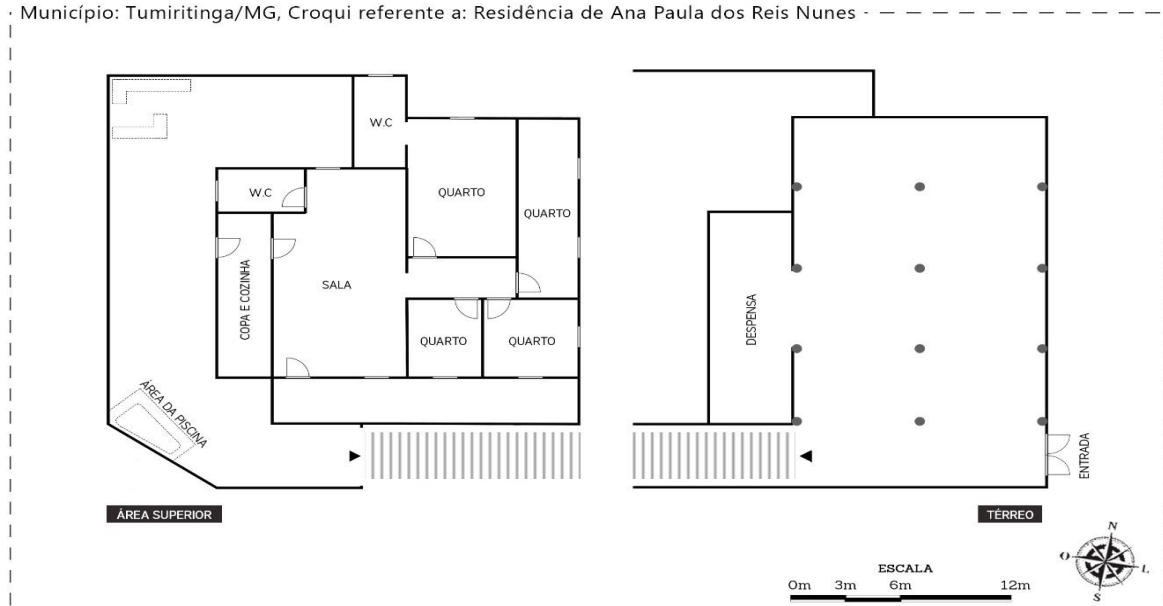 Município: Tumiritinga/MG, Croqui referente a: Residência de Ana Paula dos Reis Nunes
W.C
W.C
QUARTO
QUARTO
SALA
COPA E COZINHA
QUARTO
QUARTO
ÁREA DA PISCINA
ÁREA SUPERIOR
DESPENSA
ENTRADA
TÉRREO
N
O
L
S
ESCALA
0m 3m 6m 12m